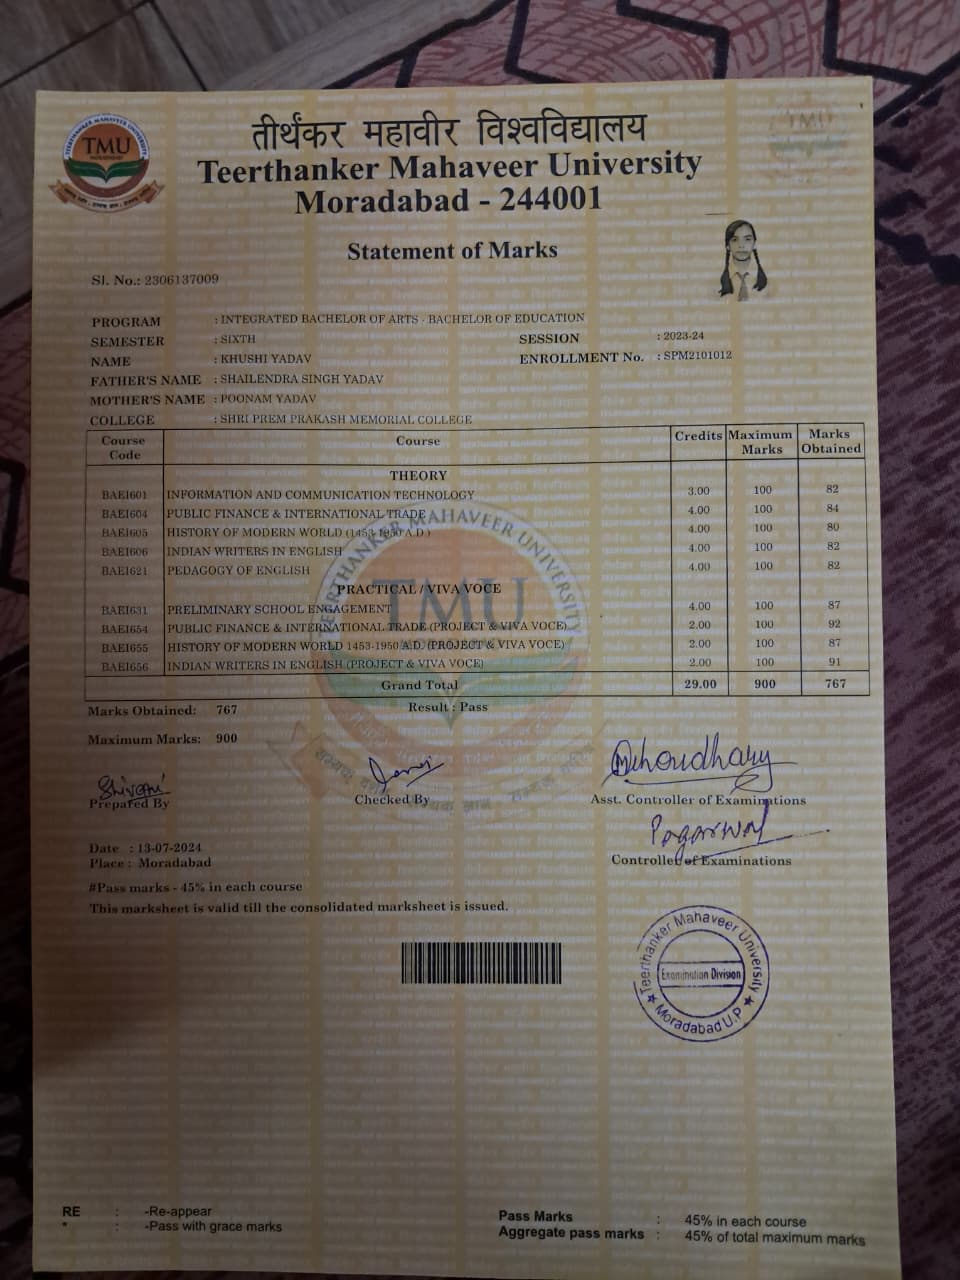 तीर्थंकर महावीर विश्वविद्यालय
Teerthanker Mahaveer University
Moradabad - 244001
TMU
Statement of Marks
Sl. No.: 2306137009
PROGRAM : INTEGRATED BACHELOR OF ARTS - BACHELOR OF EDUCATION
SEMESTER : SIXTH SESSION : 2023-24
NAME : KHUSHI YADAV ENROLLMENT No. : SPM2101012
FATHER'S NAME : SHAILENDRA SINGH YADAV
MOTHER'S NAME : POONAM YADAV
COLLEGE : SHRI PREM PRAKASH MEMORIAL COLLEGE
Course Code Course Credits Maximum Marks Marks Obtained
THEORY
BAEI601 INFORMATION AND COMMUNICATION TECHNOLOGY 3.00 100 82
BAEI604 PUBLIC FINANCE & INTERNATIONAL TRADE 4.00 100 84
BAEI605 HISTORY OF MODERN WORLD (1453-1950 A.D.) 4.00 100 80
BAEI606 INDIAN WRITERS IN ENGLISH 4.00 100 82
BAEI621 PEDAGOGY OF ENGLISH 4.00 100 82
PRACTICAL / VIVA VOCE
BAEI631 PRELIMINARY SCHOOL ENGAGEMENT 4.00 100 87
BAEI654 PUBLIC FINANCE & INTERNATIONAL TRADE (PROJECT & VIVA VOCE) 2.00 100 92
BAEI655 HISTORY OF MODERN WORLD 1453-1950 A.D. (PROJECT & VIVA VOCE) 2.00 100 87
BAEI656 INDIAN WRITERS IN ENGLISH (PROJECT & VIVA VOCE) 2.00 100 91
Grand Total 29.00 900 767
Marks Obtained: 767 Result : Pass
Maximum Marks: 900
TEERTHANKER MAHAVEER UNIVERSITY
TMU
Shivani
Prepared By Checked By Asst. Controller of Examinations
Controller of Examinations
Date : 13-07-2024
Place : Moradabad
#Pass marks - 45% in each course
This marksheet is valid till the consolidated marksheet is issued.
Teerthanker Mahaveer University
Examination Division
★ Moradabad U.P ★
RE : -Re-appear
* : -Pass with grace marks
Pass Marks : 45% in each course
Aggregate pass marks : 45% of total maximum marks